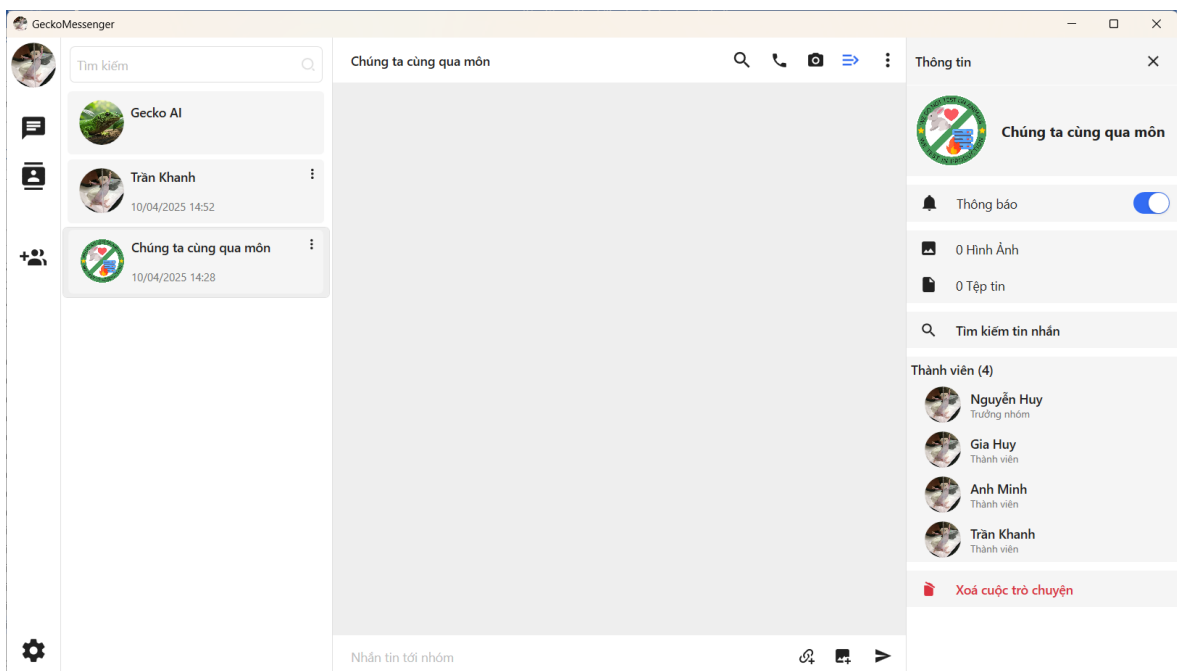 GeckoMessenger
Tìm kiếm
Gecko AI
Trần Khanh
10/04/2025 14:52
Chúng ta cùng qua môn
10/04/2025 14:28
Chúng ta cùng qua môn
Nhắn tin tới nhóm
Thông tin
Chúng ta cùng qua môn
Thông báo
0 Hình Ảnh
0 Tệp tin
Tìm kiếm tin nhắn
Thành viên (4)
Nguyễn Huy
Trưởng nhóm
Gia Huy
Thành viên
Anh Minh
Thành viên
Trần Khanh
Thành viên
Xoá cuộc trò chuyện